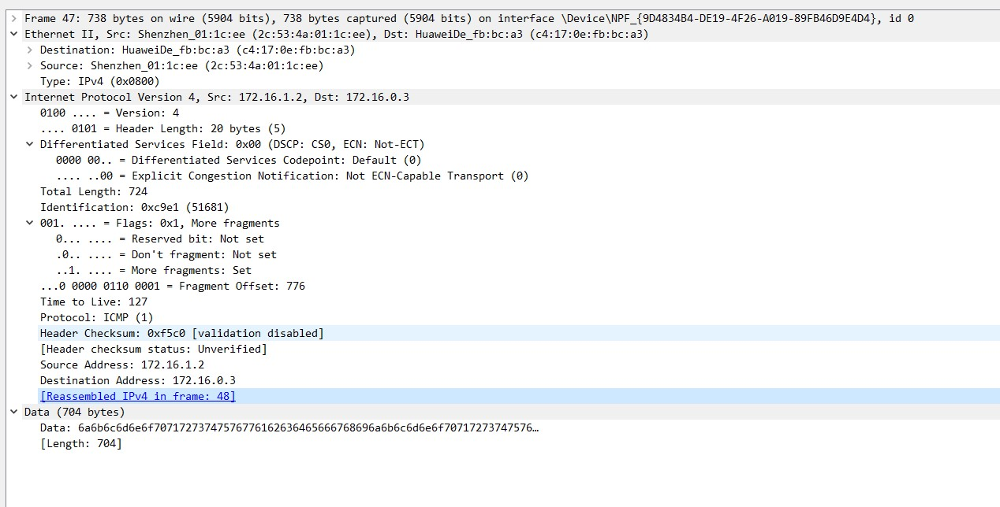 Frame 47: 738 bytes on wire (5904 bits), 738 bytes captured (5904 bits) on interface \Device\NPF_{9D4834B4-DE19-4F26-A019-89FB46D9E4D4}, id 0
Ethernet II, Src: Shenzhen_01:1c:ee (2c:53:4a:01:1c:ee), Dst: HuaweiDe_fb:bc:a3 (c4:17:0e:fb:bc:a3)
Destination: HuaweiDe_fb:bc:a3 (c4:17:0e:fb:bc:a3)
Source: Shenzhen_01:1c:ee (2c:53:4a:01:1c:ee)
Type: IPv4 (0x0800)
Internet Protocol Version 4, Src: 172.16.1.2, Dst: 172.16.0.3
0100 .... = Version: 4
.... 0101 = Header Length: 20 bytes (5)
Differentiated Services Field: 0x00 (DSCP: CS0, ECN: Not-ECT)
0000 00.. = Differentiated Services Codepoint: Default (0)
.... ..00 = Explicit Congestion Notification: Not ECN-Capable Transport (0)
Total Length: 724
Identification: 0xc9e1 (51681)
001. .... = Flags: 0x1, More fragments
0... .... = Reserved bit: Not set
.0.. .... = Don't fragment: Not set
..1. .... = More fragments: Set
...0 0000 0110 0001 = Fragment Offset: 776
Time to Live: 127
Protocol: ICMP (1)
Header Checksum: 0xf5c0 [validation disabled]
[Header checksum status: Unverified]
Source Address: 172.16.1.2
Destination Address: 172.16.0.3
[Reassembled IPv4 in frame: 48]
Data (704 bytes)
Data: 6a6b6c6d6e6f70717273747576776162636465666768696a6b6c6d6e6f70717273747576…
[Length: 704]